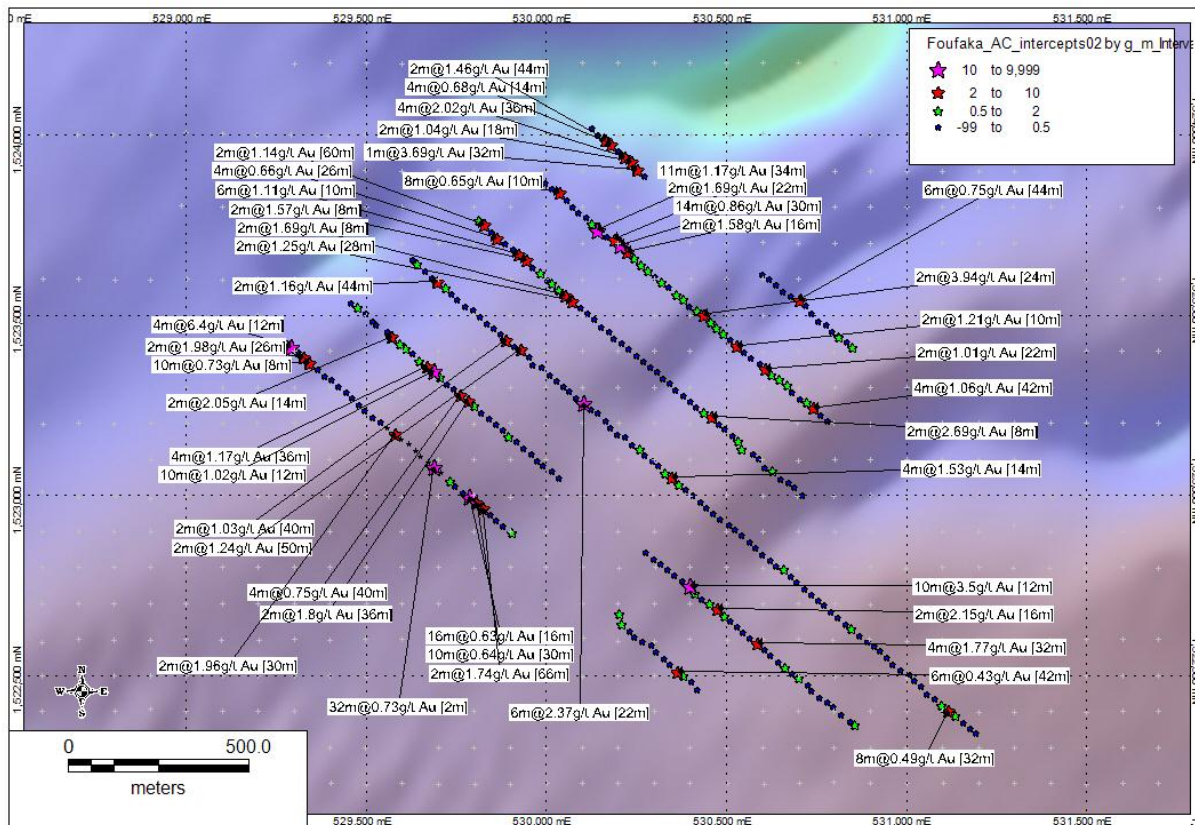 0 mE
529.000 mE
529.500 mE
530.000 mE
530.500 mE
531.000 mE
531.500 mE
Foufaka_AC_intercepts02 by g_m_Interva
10 to 9,999
2 to 10
0.5 to 2
-99 to 0.5
1,524,000 mN
1,523,500 mN
1,523,000 mN
1,522,500 mN
2m@1.46g/t Au [44m]
4m@0.68g/t Au [14m]
4m@2.02g/t Au [36m]
2m@1.04g/t Au [18m]
1m@3.69g/t Au [32m]
8m@0.65g/t Au [10m]
2m@1.14g/t Au [60m]
4m@0.66g/t Au [26m]
6m@1.11g/t Au [10m]
2m@1.57g/t Au [8m]
2m@1.69g/t Au [8m]
2m@1.25g/t Au [28m]
2m@1.16g/t Au [44m]
11m@1.17g/t Au [34m]
2m@1.69g/t Au [22m]
14m@0.86g/t Au [30m]
2m@1.58g/t Au [16m]
6m@0.75g/t Au [44m]
2m@3.94g/t Au [24m]
2m@1.21g/t Au [10m]
2m@1.01g/t Au [22m]
4m@1.06g/t Au [42m]
2m@2.69g/t Au [8m]
4m@1.53g/t Au [14m]
4m@6.4g/t Au [12m]
2m@1.98g/t Au [26m]
10m@0.73g/t Au [8m]
2m@2.05g/t Au [14m]
4m@1.17g/t Au [36m]
10m@1.02g/t Au [12m]
2m@1.03g/t Au [40m]
2m@1.24g/t Au [50m]
4m@0.75g/t Au [40m]
2m@1.8g/t Au [36m]
2m@1.96g/t Au [30m]
32m@0.73g/t Au [2m]
16m@0.63g/t Au [16m]
10m@0.64g/t Au [30m]
2m@1.74g/t Au [66m]
6m@2.37g/t Au [22m]
10m@3.5g/t Au [12m]
2m@2.15g/t Au [16m]
4m@1.77g/t Au [32m]
6m@0.43g/t Au [42m]
8m@0.49g/t Au [32m]
N
W E
S
0 500.0
meters
529.500 mE
530.000 mE
530.500 mE
531.000 mE
531.500 mE